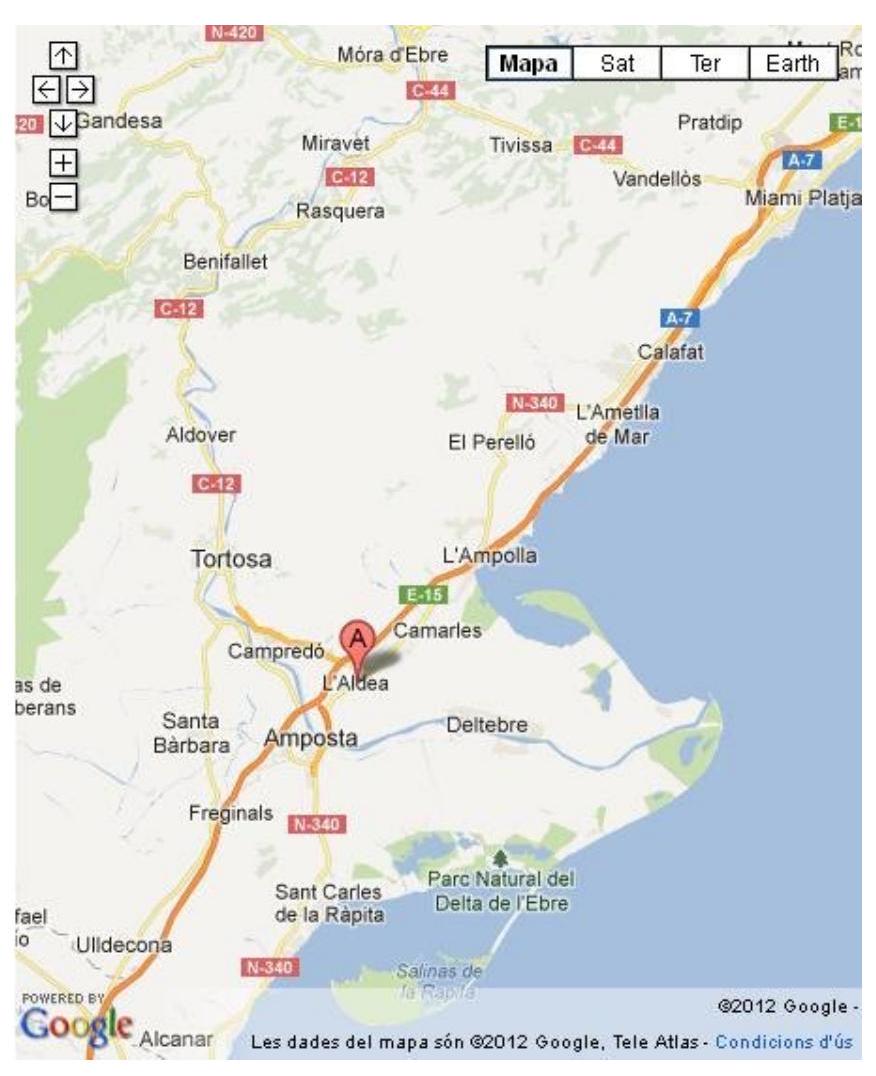 N-420
Móra d'Ebre
Mapa
Sat
Ter
Earth
C-44
20
Gandesa
Pratdip
E-1
Miravet
Tivissa
C-44
A-7
C-12
Vandellòs
Bo
Rasquera
Miami Platja
Benifallet
C-12
A-7
Calafat
N-340
L'Ametlla
de Mar
Aldover
El Perelló
C-12
Tortosa
L'Ampolla
E-15
A
Camarles
Campredó
L'Aldea
as de
berans
Santa
Bàrbara
Deltebre
Amposta
Freginals
N-340
Parc Natural del
Delta de l'Ebre
Sant Carles
de la Ràpita
fael
io
Ulldecona
N-340
Salinas de
la Rapita
POWERED BY
Google
©2012 Google -
Alcanar
Les dades del mapa són ©2012 Google, Tele Atlas - Condicions d'ús